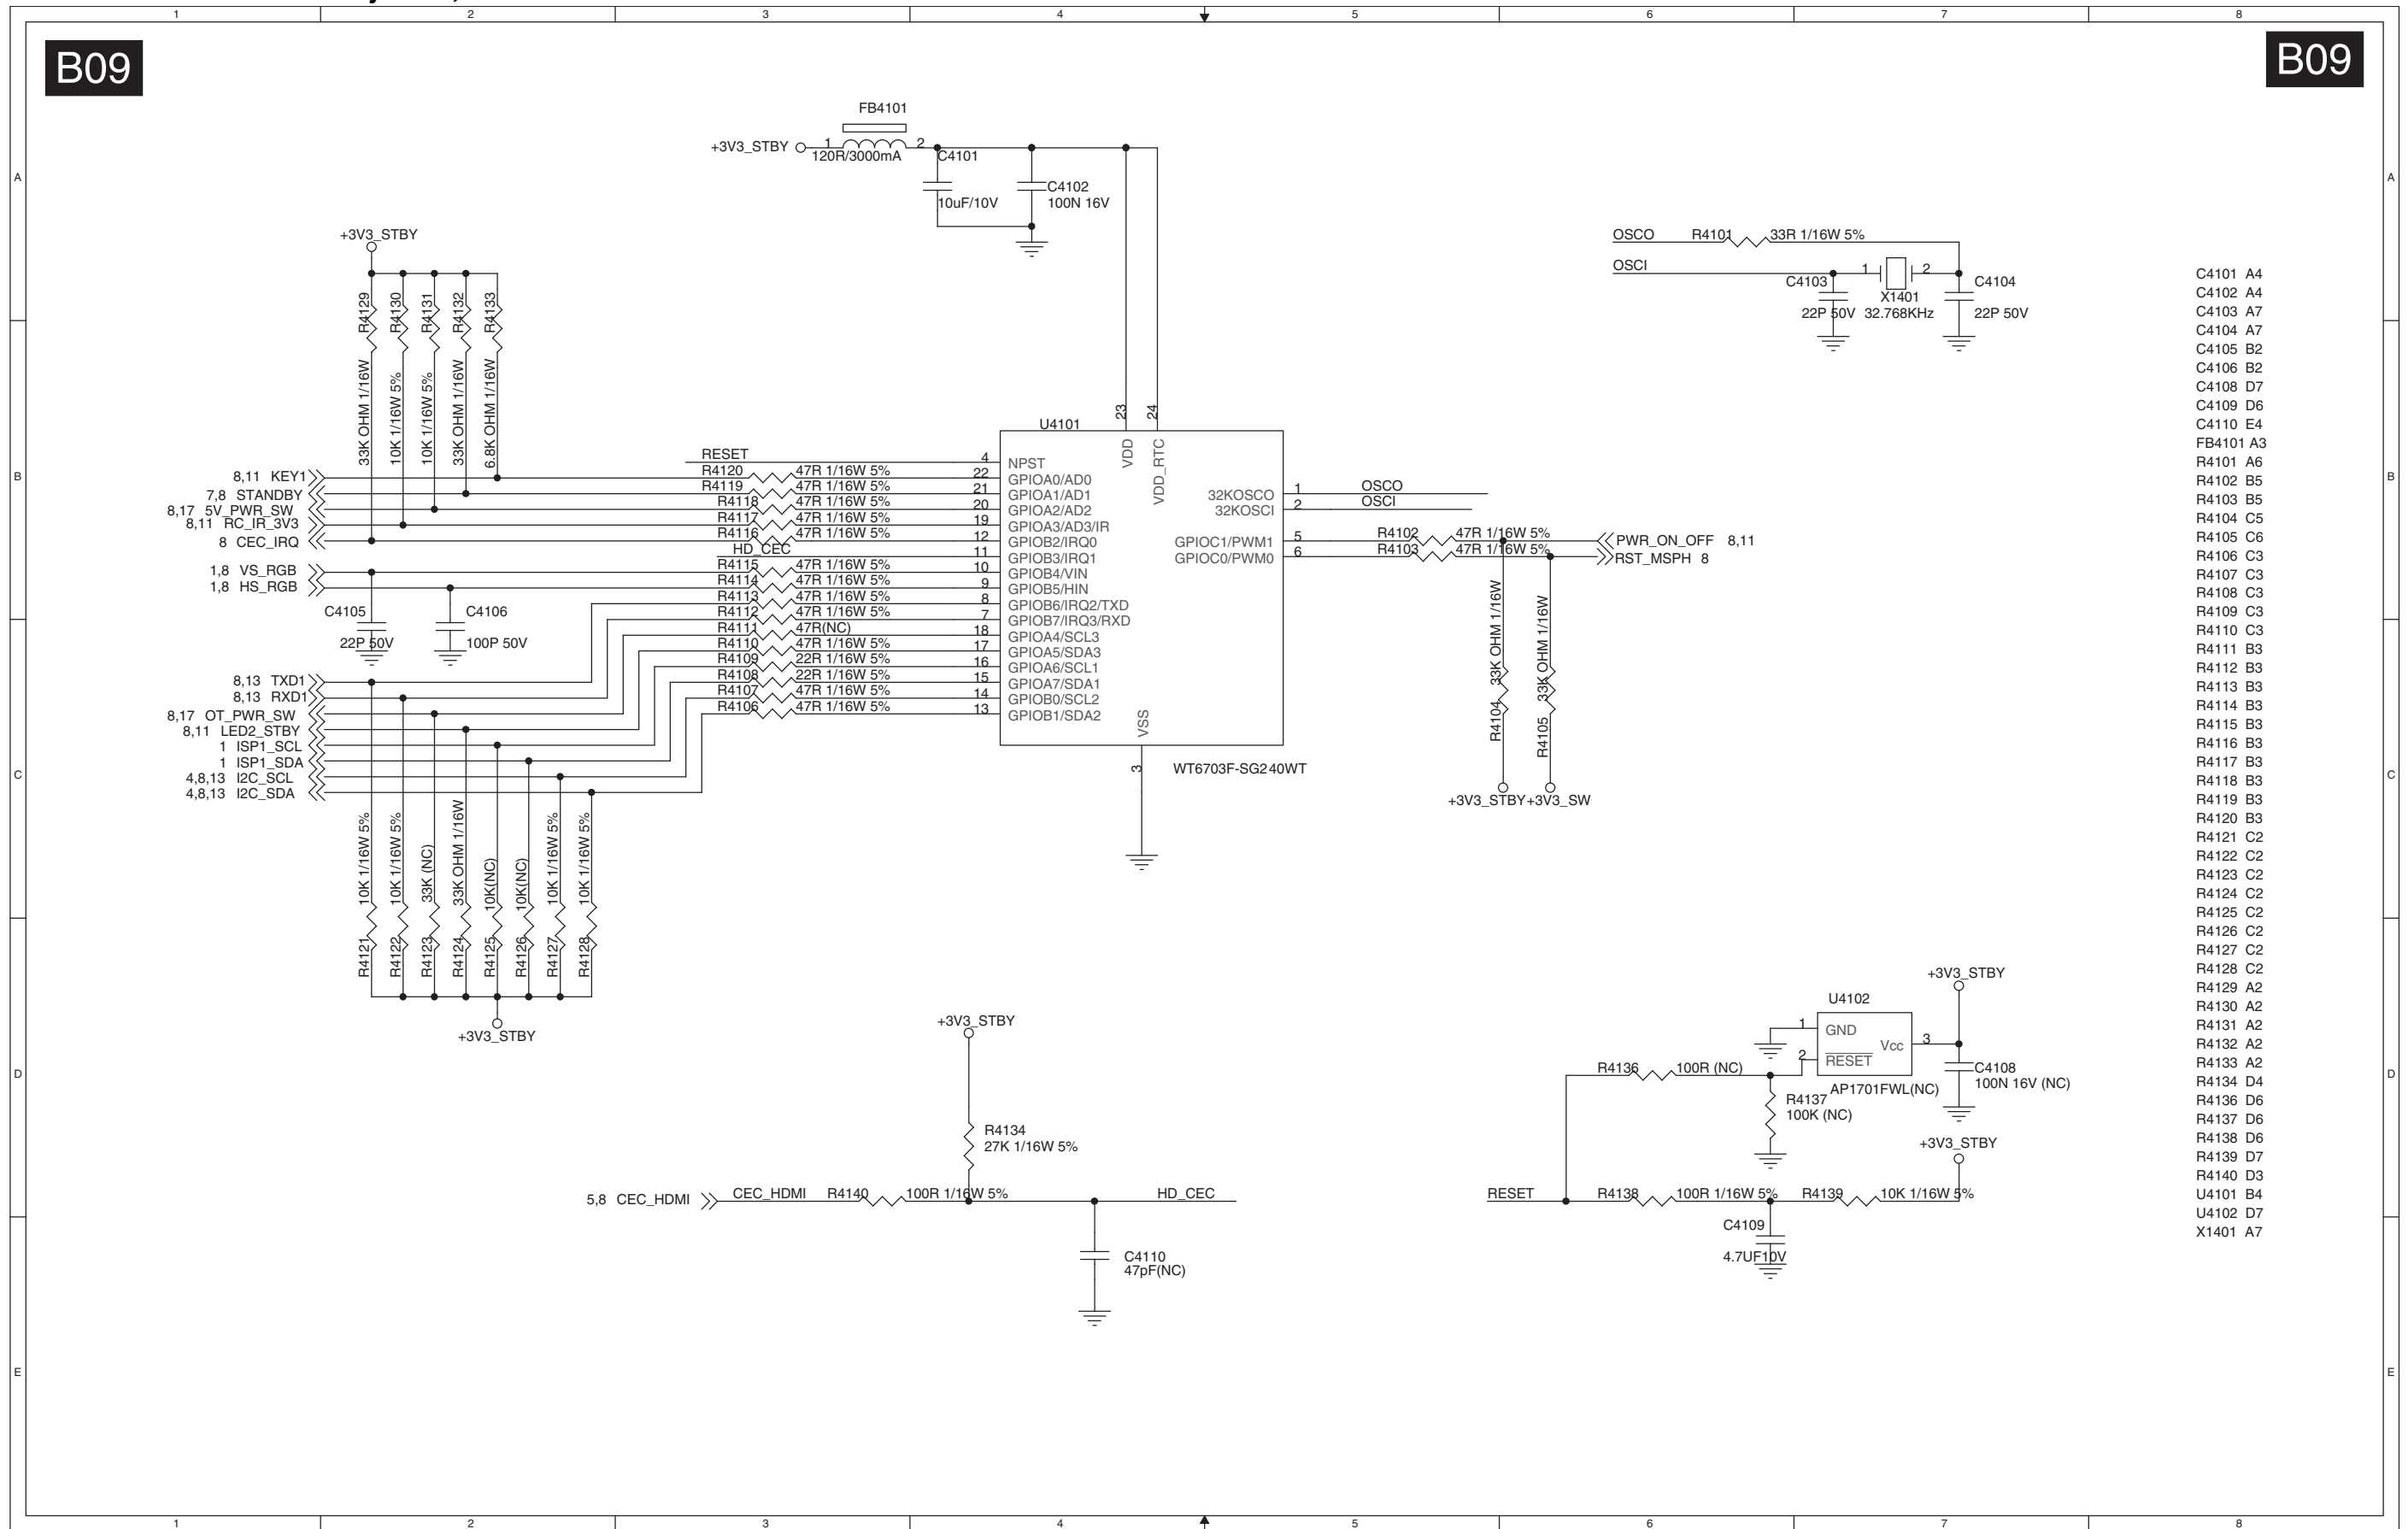 1 2 3 4 5 6 7 8
B09 B09
A A
B B
C C
D D
E E
FB4101
+3V3_STBY 1 2
120R/3000mA
C4101
10uF/10V
C4102
100N 16V
+3V3_STBY
R4129 R4130 R4131 R4132 R4133
33K OHM 1/16W 10K 1/16W 5% 10K 1/16W 5% 33K OHM 1/16W 6.8K OHM 1/16W
OSCO R4101 33R 1/16W 5%
OSCI 1 2
C4103 C4104
X1401
22P 50V 32.768KHz 22P 50V
8,11 KEY1
7,8 STANDBY
8,17 5V_PWR_SW
8,11 RC_IR_3V3
8 CEC_IRQ
1,8 VS_RGB
1,8 HS_RGB
C4105 C4106
22P 50V 100P 50V
8,13 TXD1
8,13 RXD1
8,17 OT_PWR_SW
8,11 LED2_STBY
1 ISP1_SCL
1 ISP1_SDA
4,8,13 I2C_SCL
4,8,13 I2C_SDA
U4101
23 VDD
24 VDD_RTC
RESET 4 NPST
R4120 47R 1/16W 5% 22 GPIOA0/AD0
R4119 47R 1/16W 5% 21 GPIOA1/AD1
R4118 47R 1/16W 5% 20 GPIOA2/AD2
R4117 47R 1/16W 5% 19 GPIOA3/AD3/IR
R4116 47R 1/16W 5% 12 GPIOB2/IRQ0
HD_CEC 11 GPIOB3/IRQ1
R4115 47R 1/16W 5% 10 GPIOB4/VIN
R4114 47R 1/16W 5% 9 GPIOB5/HIN
R4113 47R 1/16W 5% 8 GPIOB6/IRQ2/TXD
R4112 47R 1/16W 5% 7 GPIOB7/IRQ3/RXD
R4111 47R(NC) 18 GPIOA4/SCL3
R4110 47R 1/16W 5% 17 GPIOA5/SDA3
R4109 22R 1/16W 5% 16 GPIOA6/SCL1
R4108 22R 1/16W 5% 15 GPIOA7/SDA1
R4107 47R 1/16W 5% 14 GPIOB0/SCL2
R4106 47R 1/16W 5% 13 GPIOB1/SDA2
VSS
3
WT6703F-SG240WT
32KOSCO 1 OSCO
32KOSCI 2 OSCI
GPIOC1/PWM1 5 R4102 47R 1/16W 5% PWR_ON_OFF 8,11
GPIOC0/PWM0 6 R4103 47R 1/16W 5% RST_MSPH 8
R4104 33K OHM 1/16W
R4105 33K OHM 1/16W
+3V3_STBY +3V3_SW
10K 1/16W 5% 10K 1/16W 5% 33K (NC) 33K OHM 1/16W 10K(NC) 10K(NC) 10K 1/16W 5% 10K 1/16W 5%
R4121 R4122 R4123 R4124 R4125 R4126 R4127 R4128
+3V3_STBY
+3V3_STBY
R4134
27K 1/16W 5%
5,8 CEC_HDMI CEC_HDMI R4140 100R 1/16W 5% HD_CEC
C4110
47pF(NC)
+3V3_STBY
U4102
1 GND
2 RESET
Vcc 3
AP1701FWL(NC)
C4108
100N 16V (NC)
R4136 100R (NC)
R4137
100K (NC)
+3V3_STBY
RESET R4138 100R 1/16W 5% R4139 10K 1/16W 5%
C4109
4.7UF10V
C4101 A4
C4102 A4
C4103 A7
C4104 A7
C4105 B2
C4106 B2
C4108 D7
C4109 D6
C4110 E4
FB4101 A3
R4101 A6
R4102 B5
R4103 B5
R4104 C5
R4105 C6
R4106 C3
R4107 C3
R4108 C3
R4109 C3
R4110 C3
R4111 B3
R4112 B3
R4113 B3
R4114 B3
R4115 B3
R4116 B3
R4117 B3
R4118 B3
R4119 B3
R4120 B3
R4121 C2
R4122 C2
R4123 C2
R4124 C2
R4125 C2
R4126 C2
R4127 C2
R4128 C2
R4129 A2
R4130 A2
R4131 A2
R4132 A2
R4133 A2
R4134 D4
R4136 D6
R4137 D6
R4138 D6
R4139 D7
R4140 D3
U4101 B4
U4102 D7
X1401 A7
1 2 3 4 5 6 7 8